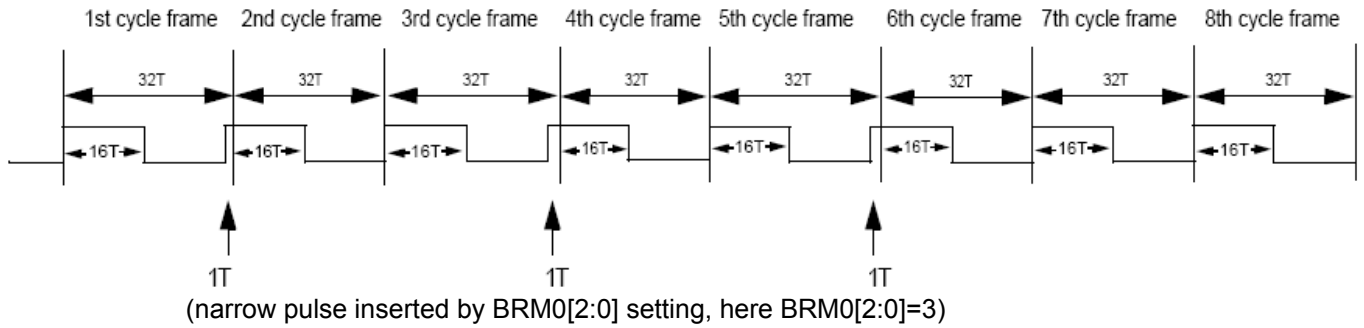 1st cycle frame 2nd cycle frame 3rd cycle frame 4th cycle frame 5th cycle frame 6th cycle frame 7th cycle frame 8th cycle frame
32T 32T 32T 32T 32T 32T 32T 32T
16T 16T 16T 16T 16T 16T 16T 16T
1T 1T 1T
(narrow pulse inserted by BRM0[2:0] setting, here BRM0[2:0]=3)